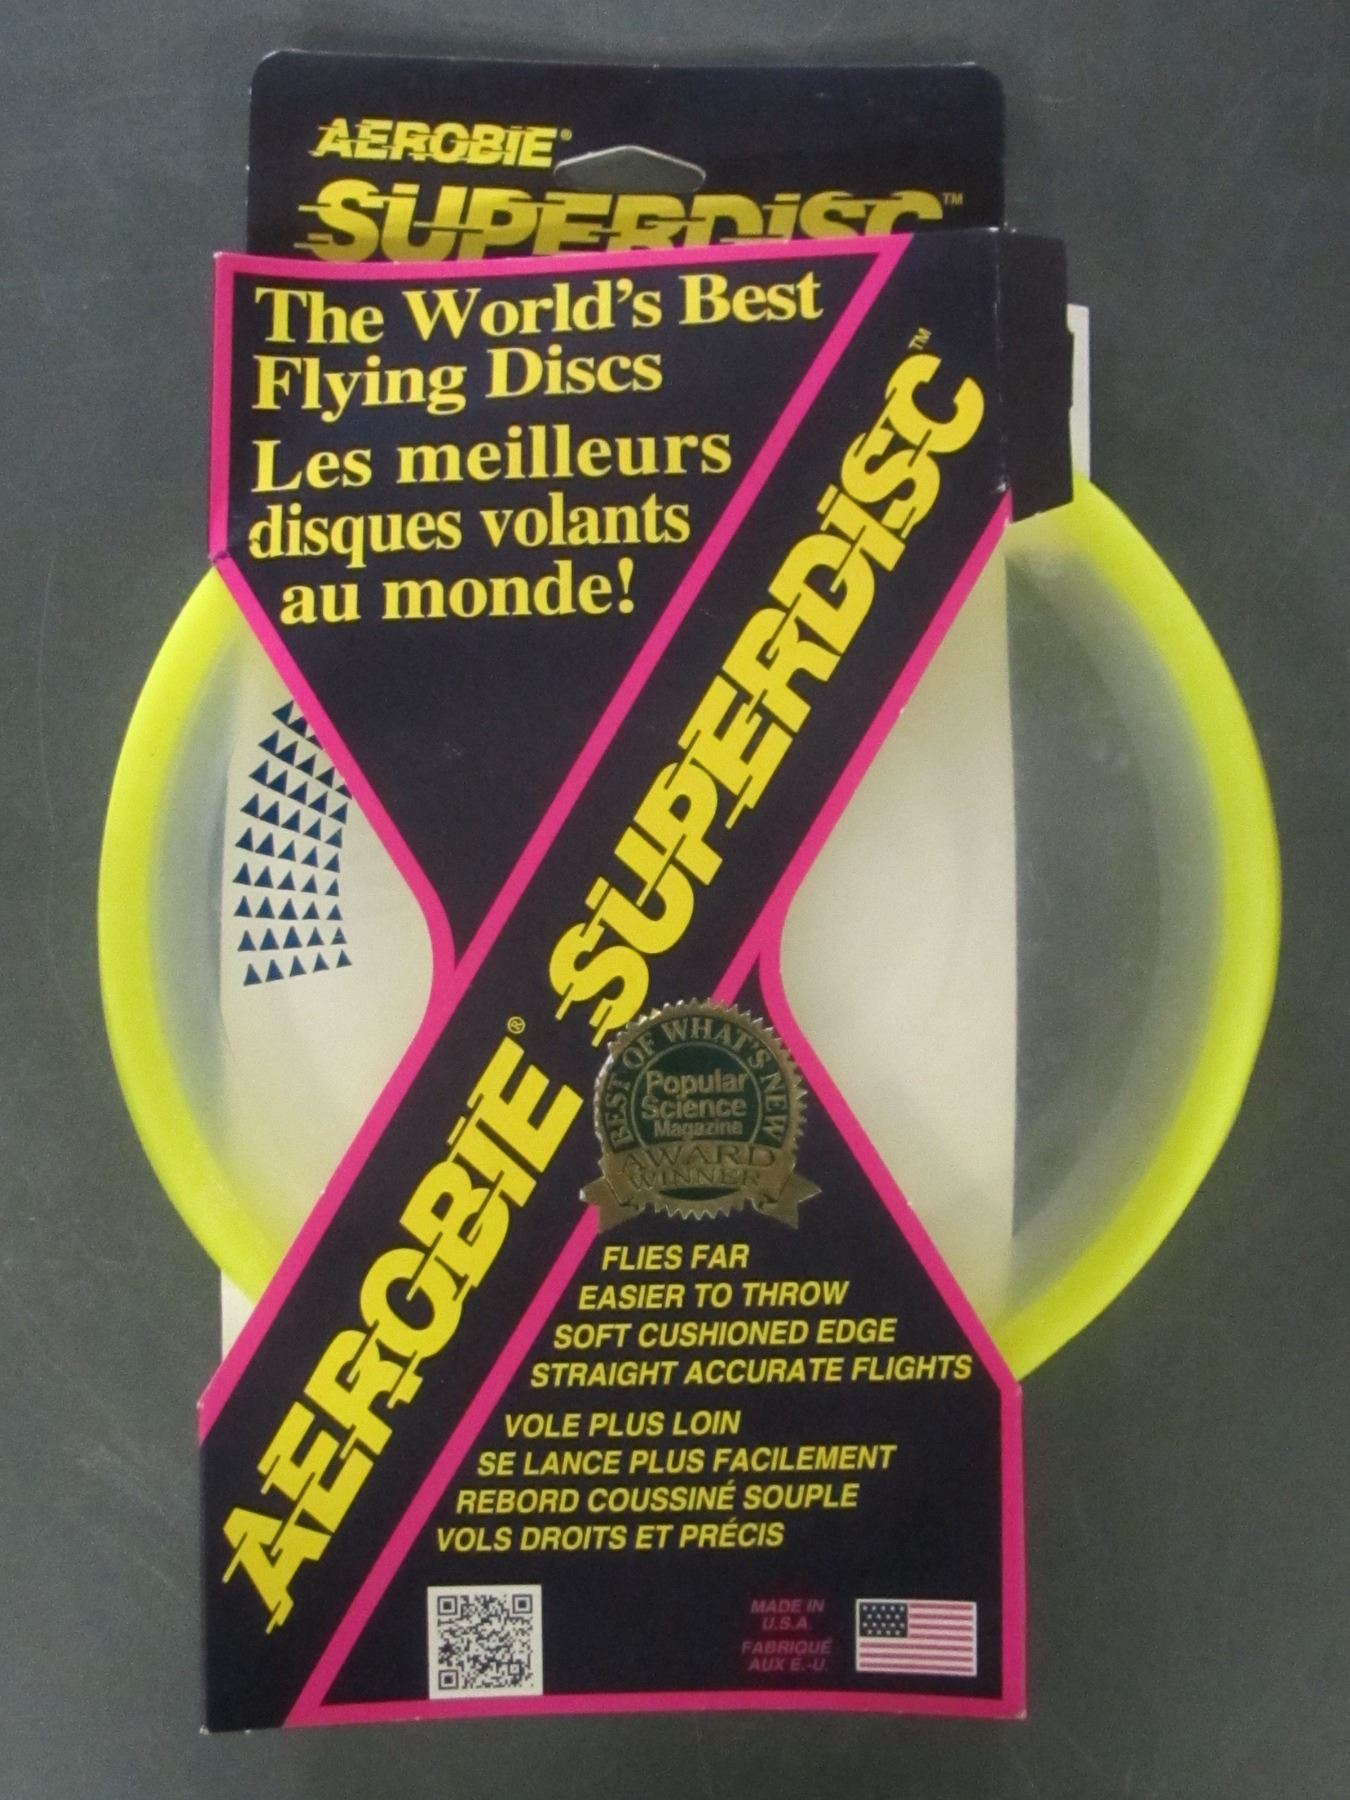 AEROBIE®
SUPERDISC™
The World's Best
Flying Discs
Les meilleurs
disques volants
au monde!
AEROBIE® SUPERDISC™
BEST OF WHAT'S NEW
Popular
Science
Magazine
AWARD
WINNER
FLIES FAR
EASIER TO THROW
SOFT CUSHIONED EDGE
STRAIGHT ACCURATE FLIGHTS
VOLE PLUS LOIN
SE LANCE PLUS FACILEMENT
REBORD COUSSINÉ SOUPLE
VOLS DROITS ET PRÉCIS
MADE IN
U.S.A.
FABRIQUÉ
AUX É.-U.